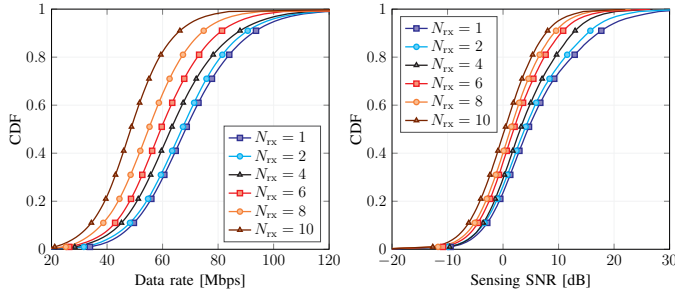 1
0.8
0.6
0.4
0.2
0
CDF
20 40 60 80 100 120
Data rate [Mbps]
N_rx = 1
N_rx = 2
N_rx = 4
N_rx = 6
N_rx = 8
N_rx = 10
1
0.8
0.6
0.4
0.2
0
CDF
−20 −10 0 10 20 30
Sensing SNR [dB]
N_rx = 1
N_rx = 2
N_rx = 4
N_rx = 6
N_rx = 8
N_rx = 10